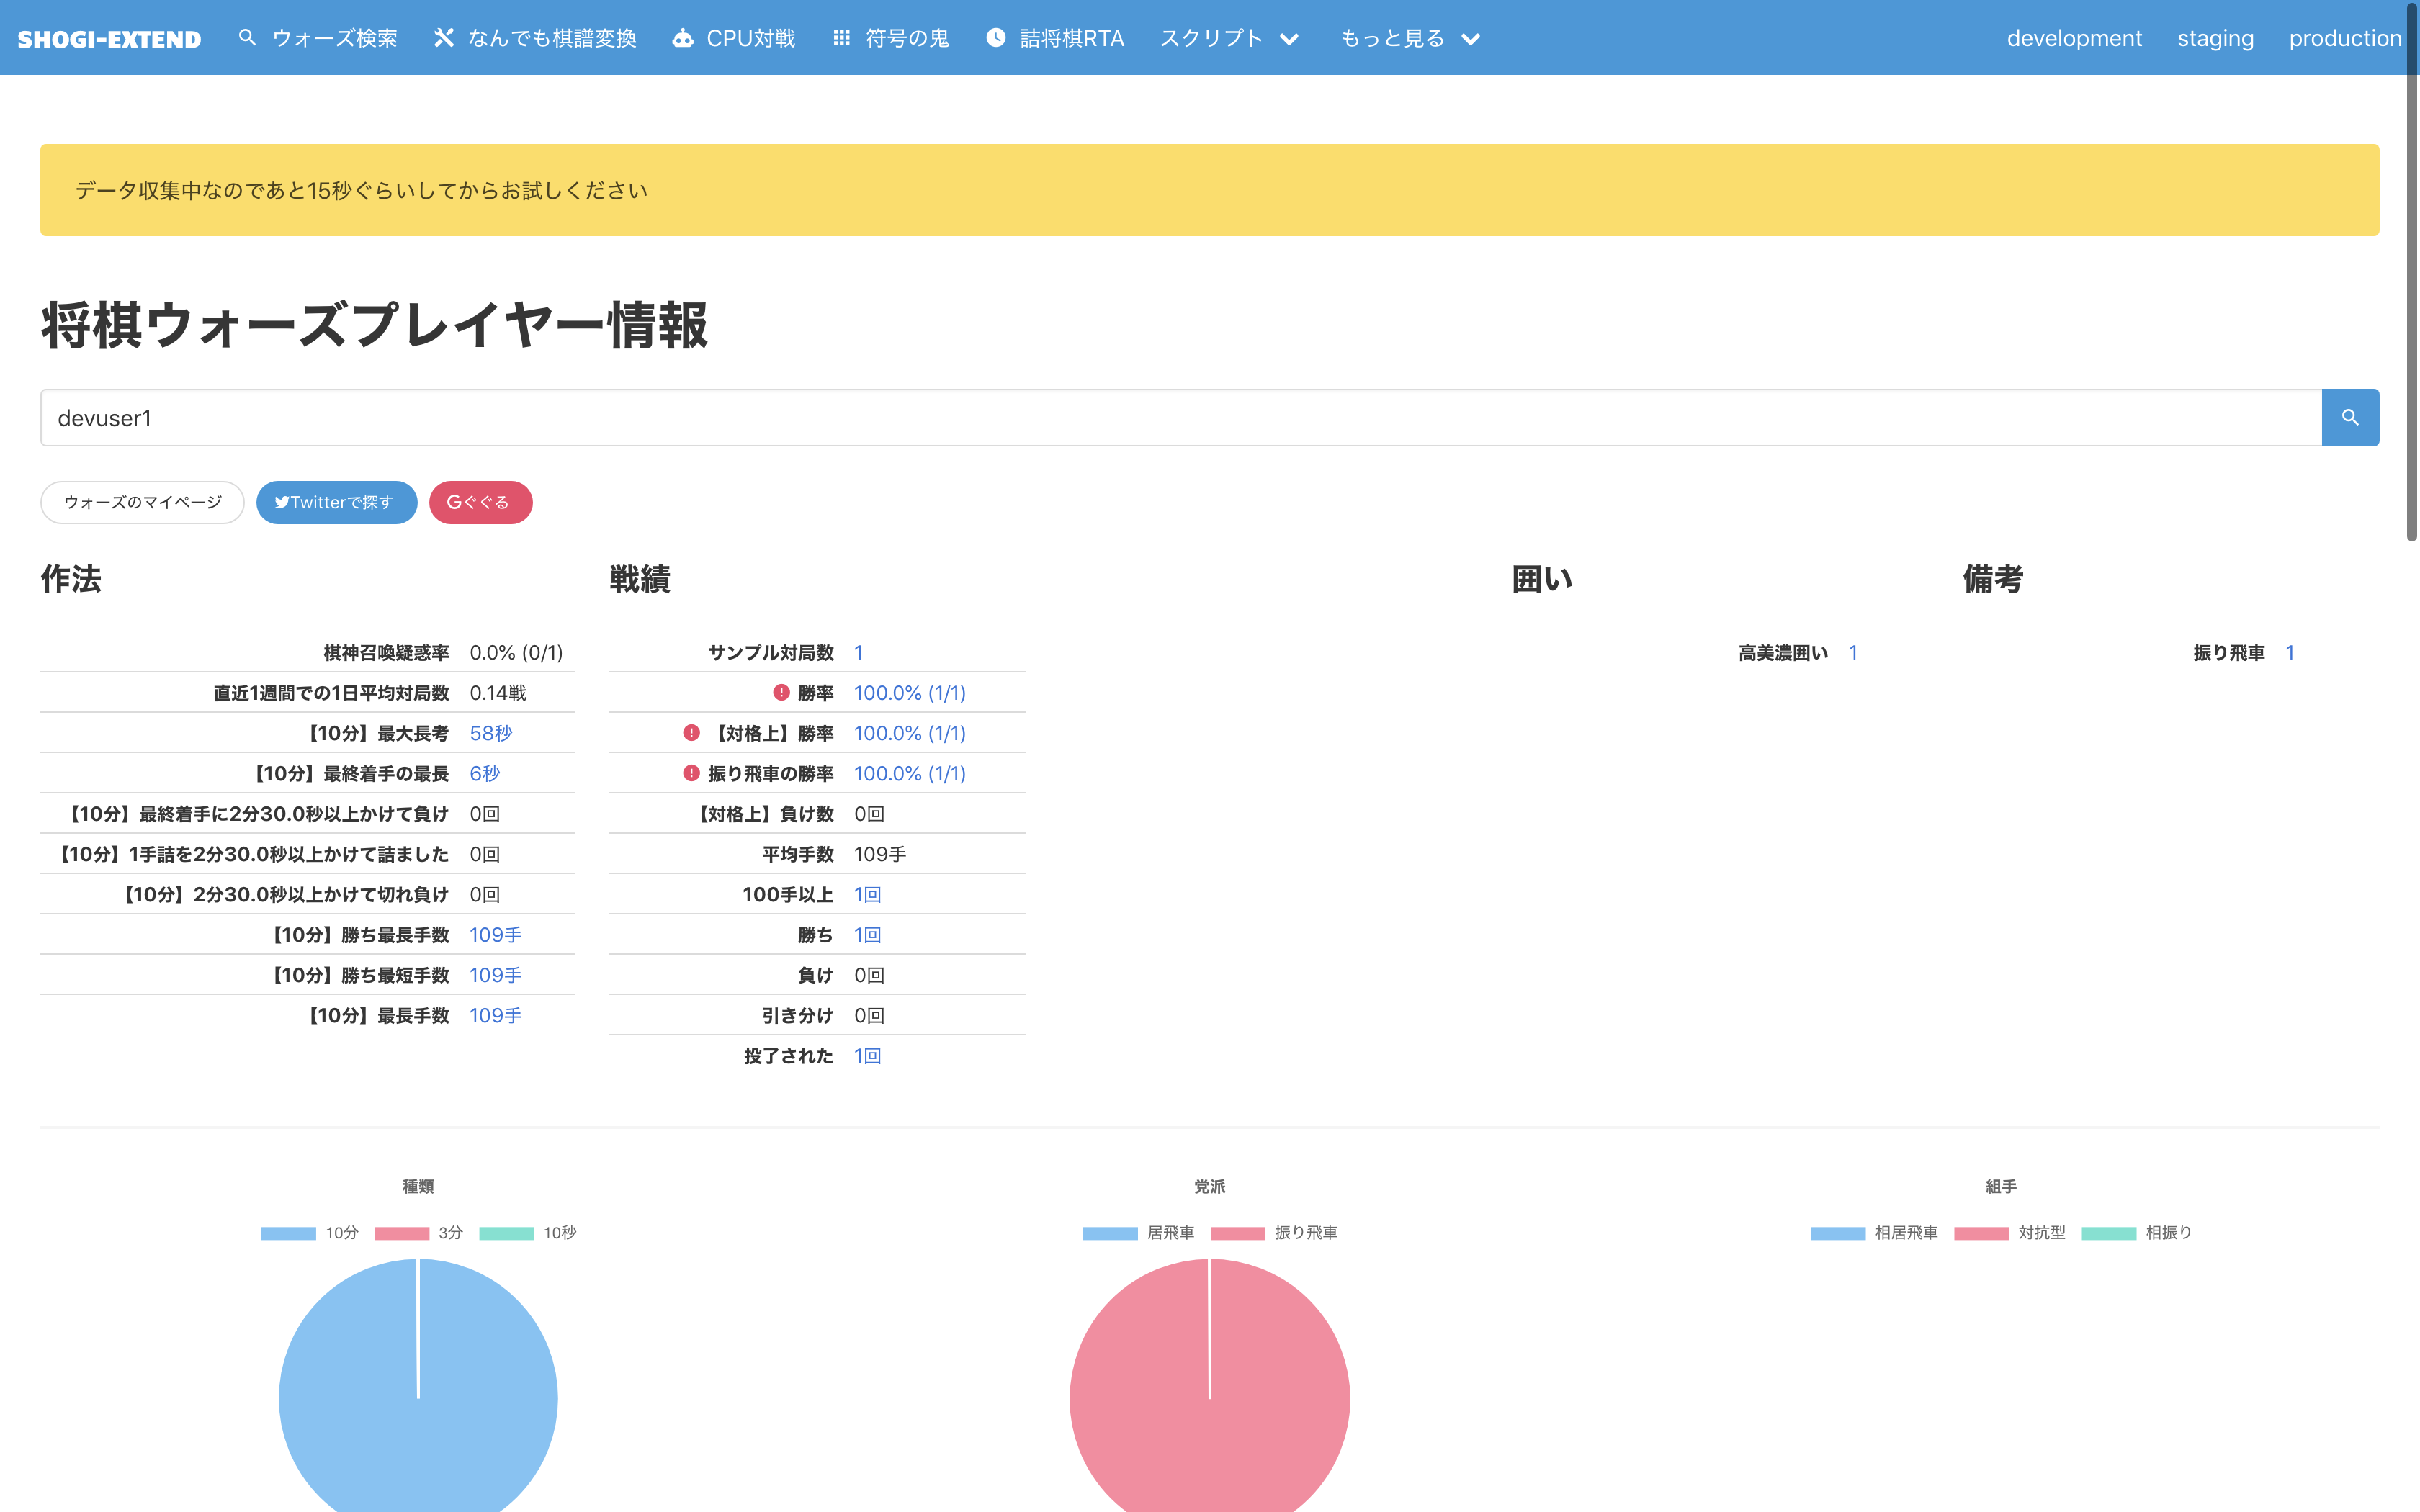 SHOGI-EXTEND ウォーズ検索 なんでも棋譜変換 CPU対戦 符号の鬼 詰将棋RTA スクリプト もっと見る development staging production
データ収集中なのであと15秒ぐらいしてからお試しください
将棋ウォーズプレイヤー情報
devuser1
ウォーズのマイページ Twitterで探す Gぐぐる
作法
棋神召喚疑惑率 0.0% (0/1)
直近1週間での1日平均対局数 0.14戦
【10分】最大長考 58秒
【10分】最終着手の最長 6秒
【10分】最終着手に2分30.0秒以上かけて負け 0回
【10分】1手詰を2分30.0秒以上かけて詰ました 0回
【10分】2分30.0秒以上かけて切れ負け 0回
【10分】勝ち最長手数 109手
【10分】勝ち最短手数 109手
【10分】最長手数 109手
戦績
サンプル対局数 1
勝率 100.0% (1/1)
【対格上】勝率 100.0% (1/1)
振り飛車の勝率 100.0% (1/1)
【対格上】負け数 0回
平均手数 109手
100手以上 1回
勝ち 1回
負け 0回
引き分け 0回
投了された 1回
囲い
高美濃囲い 1
備考
振り飛車 1
種類
10分 3分 10秒
党派
居飛車 振り飛車
組手
相居飛車 対抗型 相振り